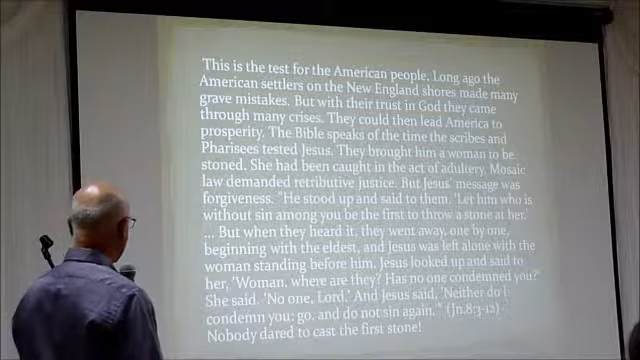 This is the test for the American people. Long ago the
American settlers on the New England shores made many
grave mistakes. But with their trust in God they came
through many crises. They could then lead America to
prosperity. The Bible speaks of the time the scribes and
Pharisees tested Jesus. They brought him a woman to be
stoned. She had been caught in the act of adultery, Mosaic
law demanded retributive justice. But Jesus' message was
forgiveness. "He stood up and said to them, 'Let him who is
without sin among you be the first to throw a stone at her.'
... But when they heard it, they went away, one by one,
beginning with the eldest, and Jesus was left alone with the
woman standing before him. Jesus looked up and said to
her, 'Woman, where are they? Has no one condemned you?'
She said. 'No one, Lord.' And Jesus said, 'Neither do I
condemn you; go, and do not sin again.'" (Jn.8:3-12)
Nobody dared to cast the first stone!